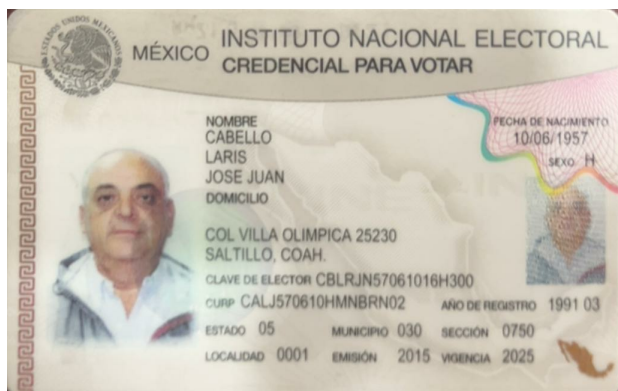 MÉXICO INSTITUTO NACIONAL ELECTORAL
CREDENCIAL PARA VOTAR
NOMBRE
CABELLO
LARIS
JOSE JUAN
DOMICILIO
COL VILLA OLIMPICA 25230
SALTILLO, COAH.
FECHA DE NACIMIENTO
10/06/1957
SEXO H
CLAVE DE ELECTOR CBLRJN57061016H300
CURP CALJ570610HMNBRN02 AÑO DE REGISTRO 1991 03
ESTADO 05 MUNICIPIO 030 SECCIÓN 0750
LOCALIDAD 0001 EMISIÓN 2015 VIGENCIA 2025